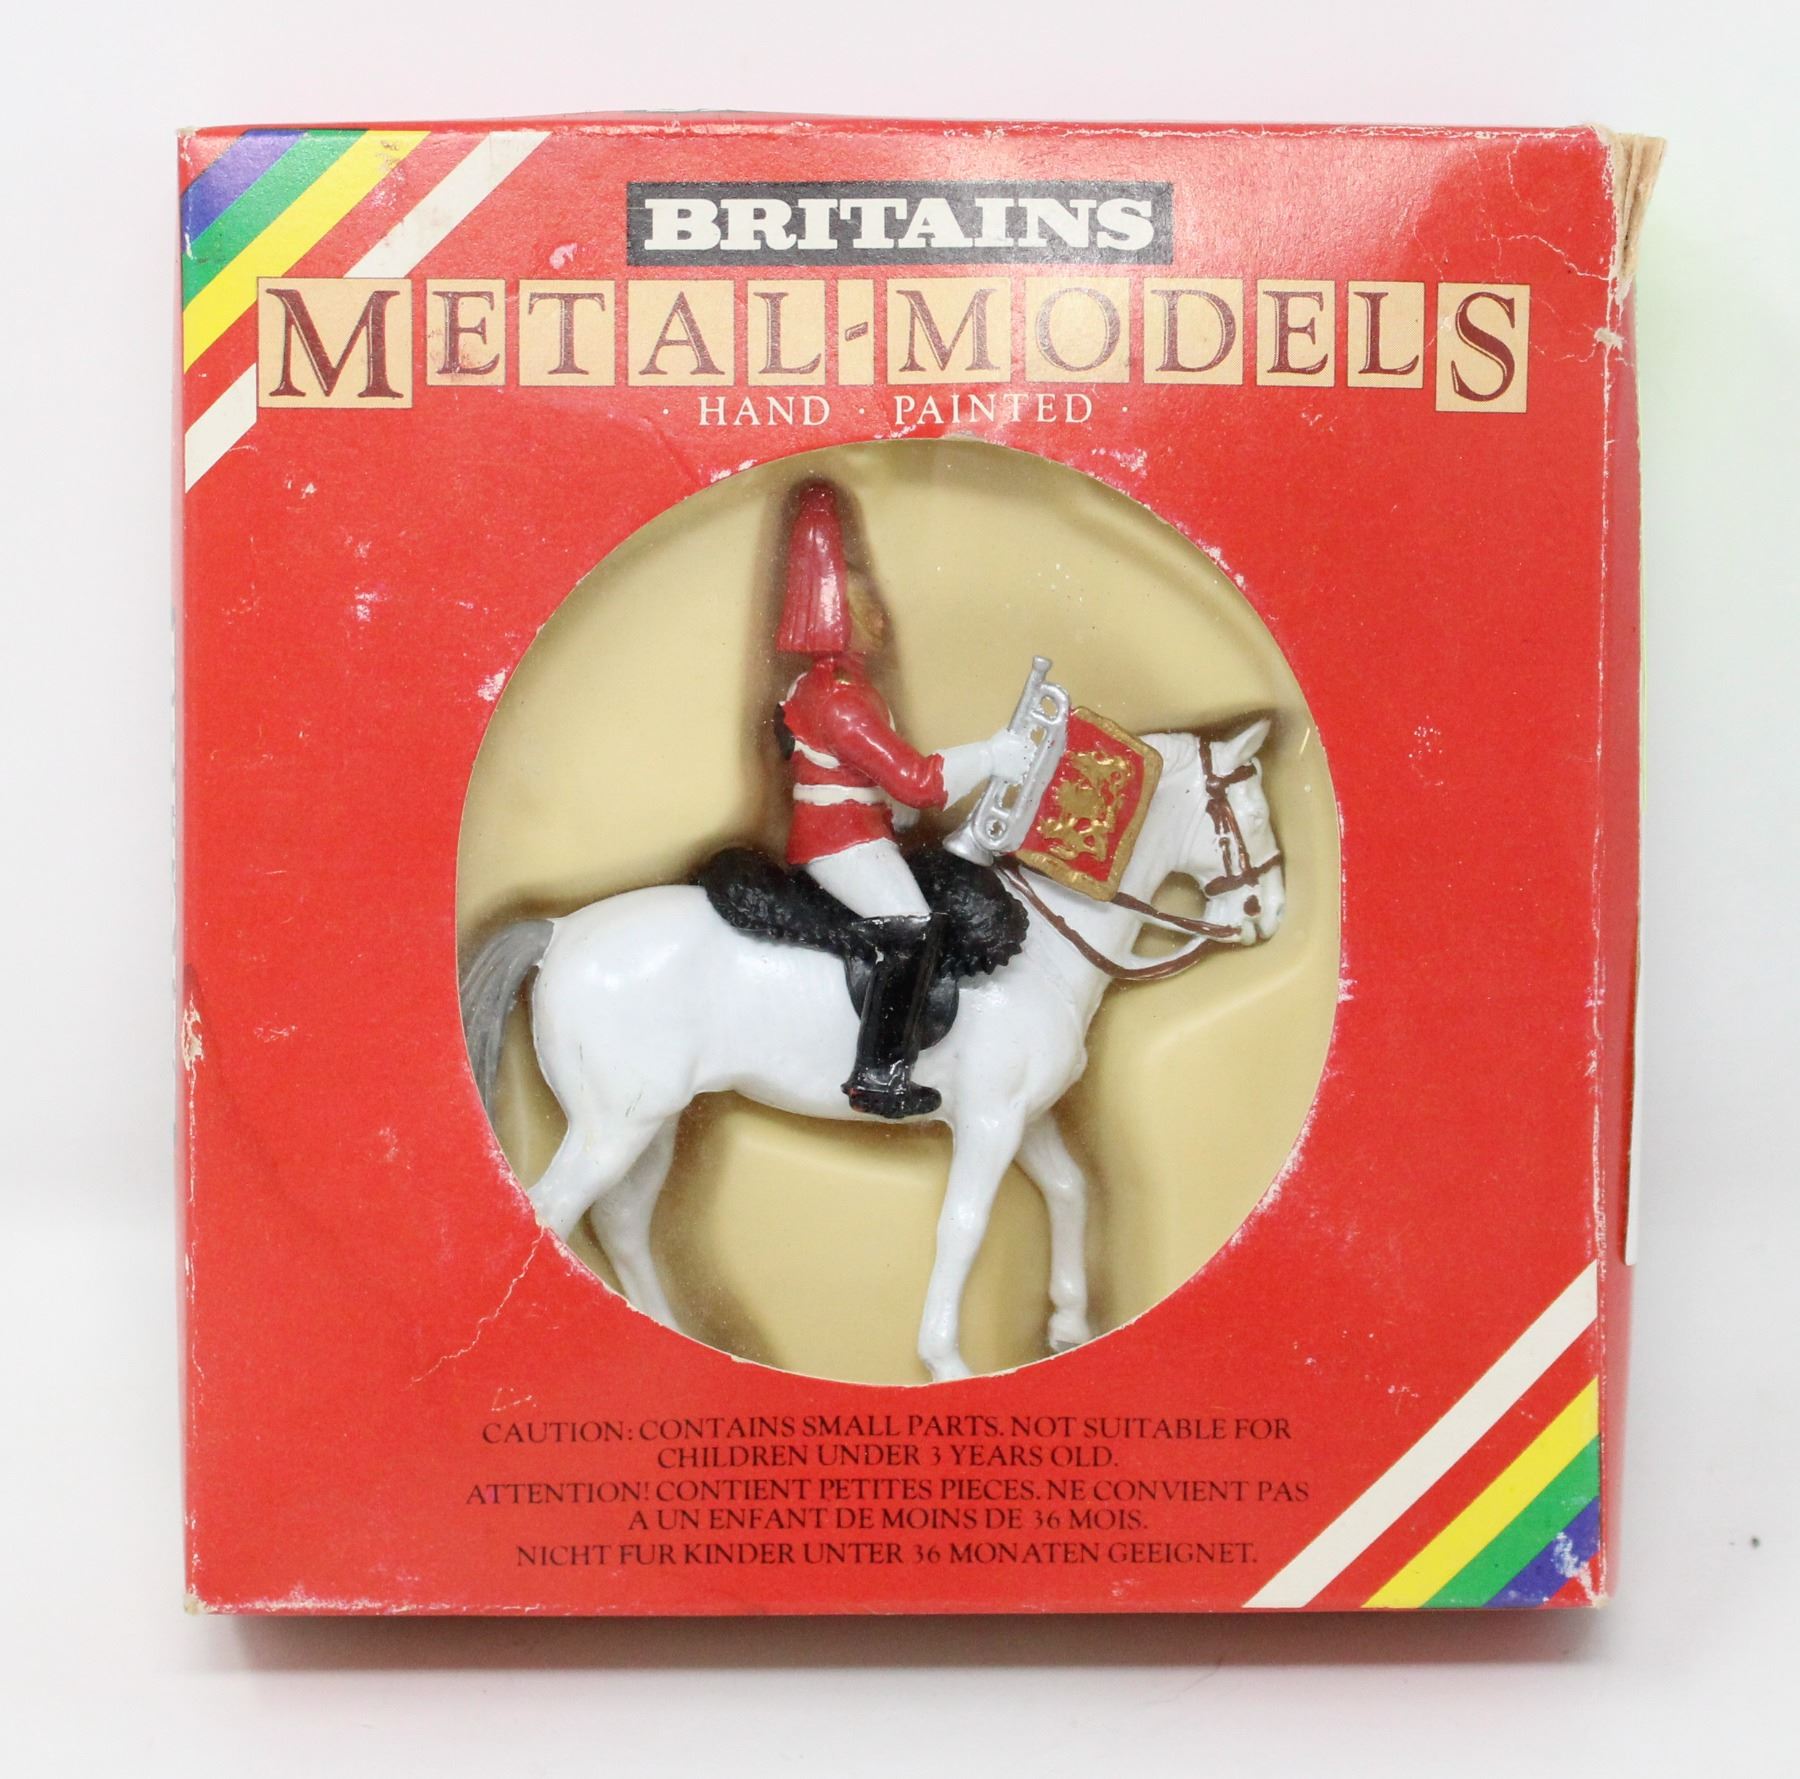 BRITAINS
METAL-MODELS
· HAND · PAINTED ·
CAUTION: CONTAINS SMALL PARTS. NOT SUITABLE FOR
CHILDREN UNDER 3 YEARS OLD.
ATTENTION! CONTIENT PETITES PIECES. NE CONVIENT PAS
A UN ENFANT DE MOINS DE 36 MOIS.
NICHT FUR KINDER UNTER 36 MONATEN GEEIGNET.